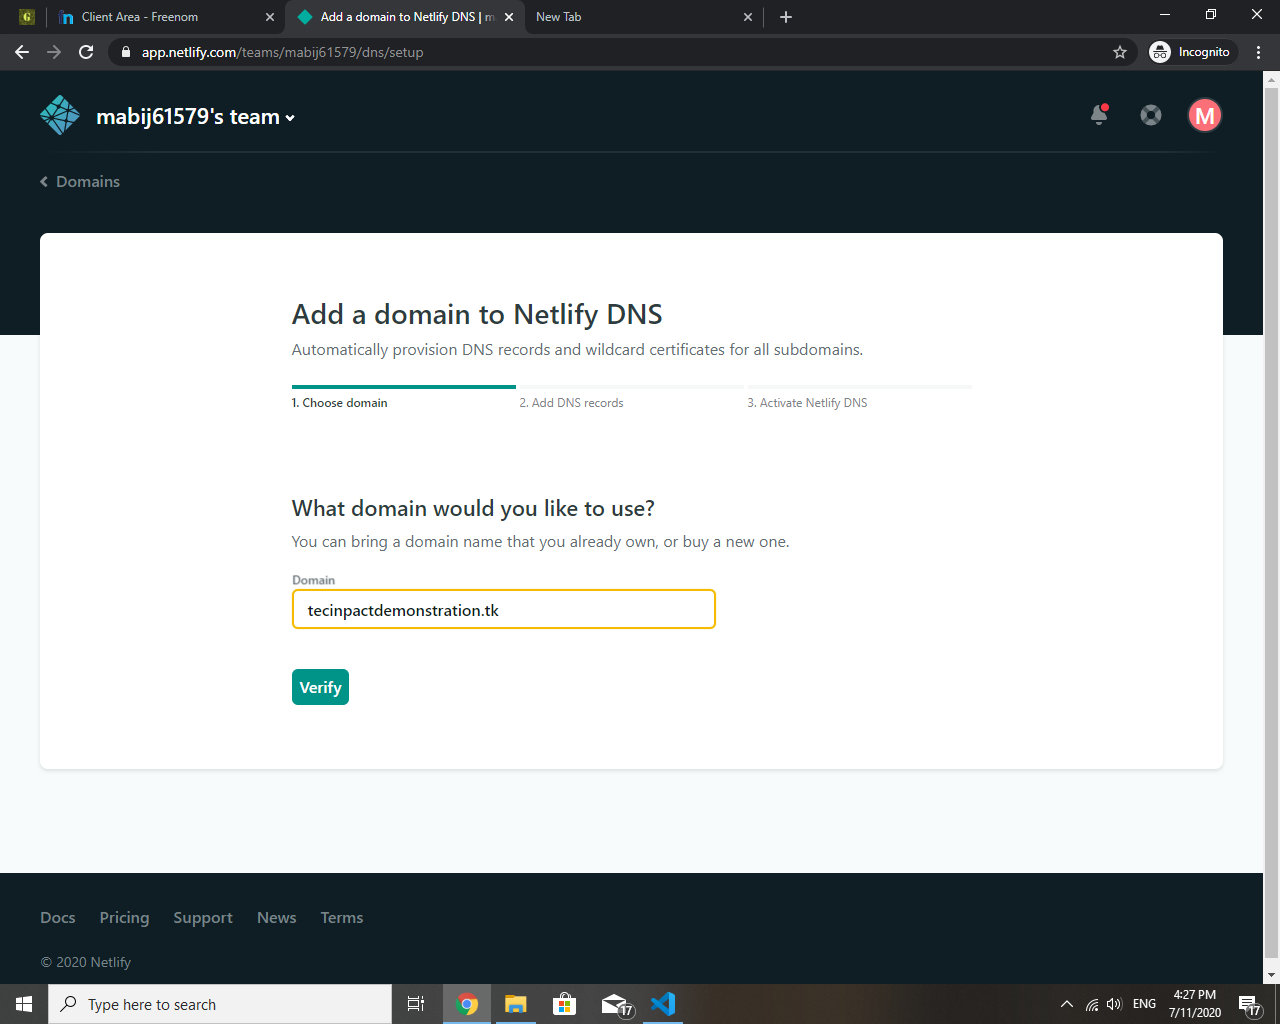 G
Client Area - Freenom
Add a domain to Netlify DNS | m
New Tab
app.netlify.com/teams/mabij61579/dns/setup
Incognito
mabij61579's team
M
Domains
Add a domain to Netlify DNS
Automatically provision DNS records and wildcard certificates for all subdomains.
1. Choose domain
2. Add DNS records
3. Activate Netlify DNS
What domain would you like to use?
You can bring a domain name that you already own, or buy a new one.
Domain
tecinpactdemonstration.tk
Verify
Docs Pricing Support News Terms
© 2020 Netlify
Type here to search
17
ENG
4:27 PM
7/11/2020
17